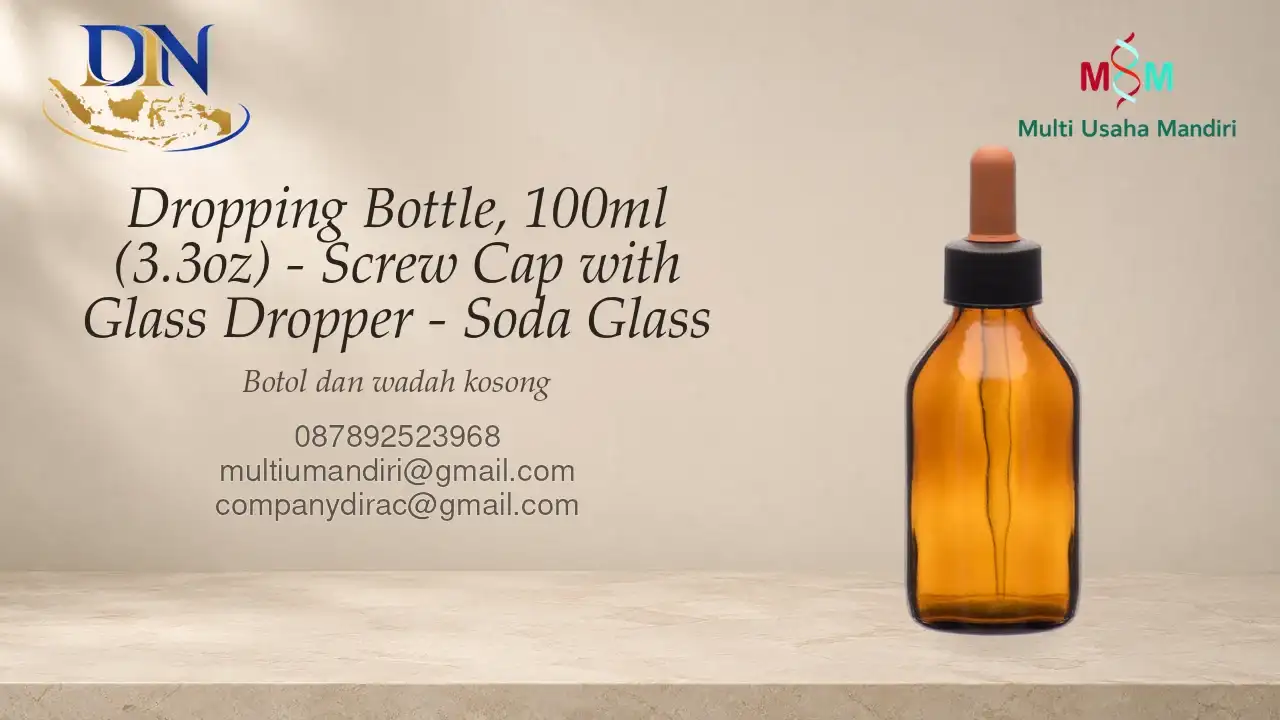 DIN
MSM
Multi Usaha Mandiri
Dropping Bottle, 100ml
(3.3oz) - Screw Cap with
Glass Dropper - Soda Glass
Botol dan wadah kosong
087892523968
multiumandiri@gmail.com
companydirac@gmail.com